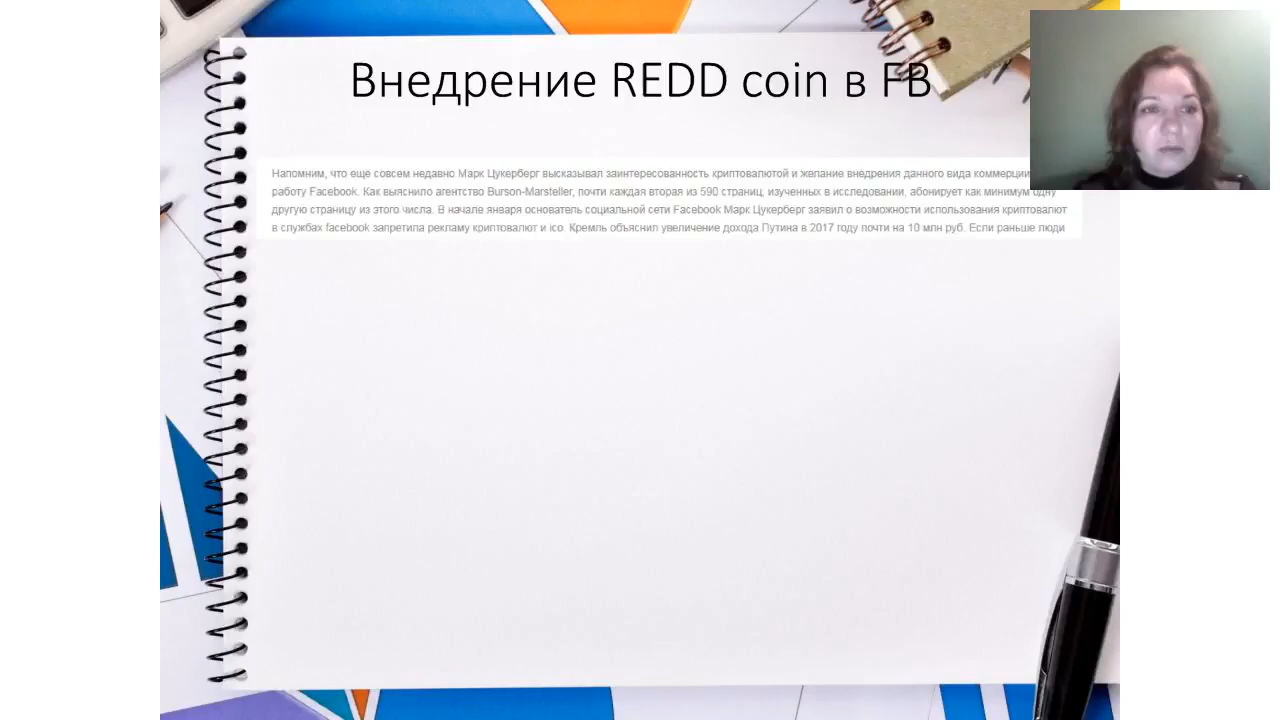 Внедрение REDD coin в FB
Напомним, что еще совсем недавно Марк Цукерберг высказывал заинтересованность криптовалютой и желание внедрения данного вида коммерции
работу Facebook. Как выяснило агентство Burson-Marsteller, почти каждая вторая из 590 страниц, изученных в исследовании, абонирует как минимум одну
другую страницу из этого числа. В начале января основатель социальной сети Facebook Марк Цукерберг заявил о возможности использования криптовалют
в службах facebook запретила рекламу криптовалют и ico. Кремль объяснил увеличение дохода Путина в 2017 году почти на 10 млн руб. Если раньше люди